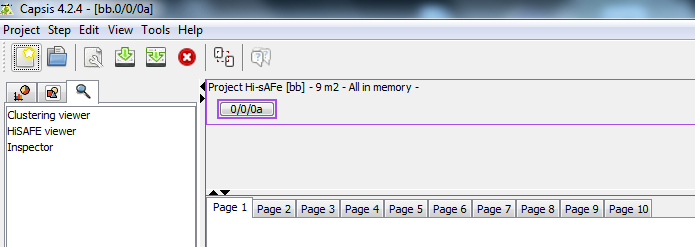 Capsis 4.2.4 - [bb.0/0/0a]
Project Step Edit View Tools Help
Project Hi-sAFe [bb] - 9 m2 - All in memory -
0/0/0a
Clustering viewer
HiSAFE viewer
Inspector
Page 1 Page 2 Page 3 Page 4 Page 5 Page 6 Page 7 Page 8 Page 9 Page 10